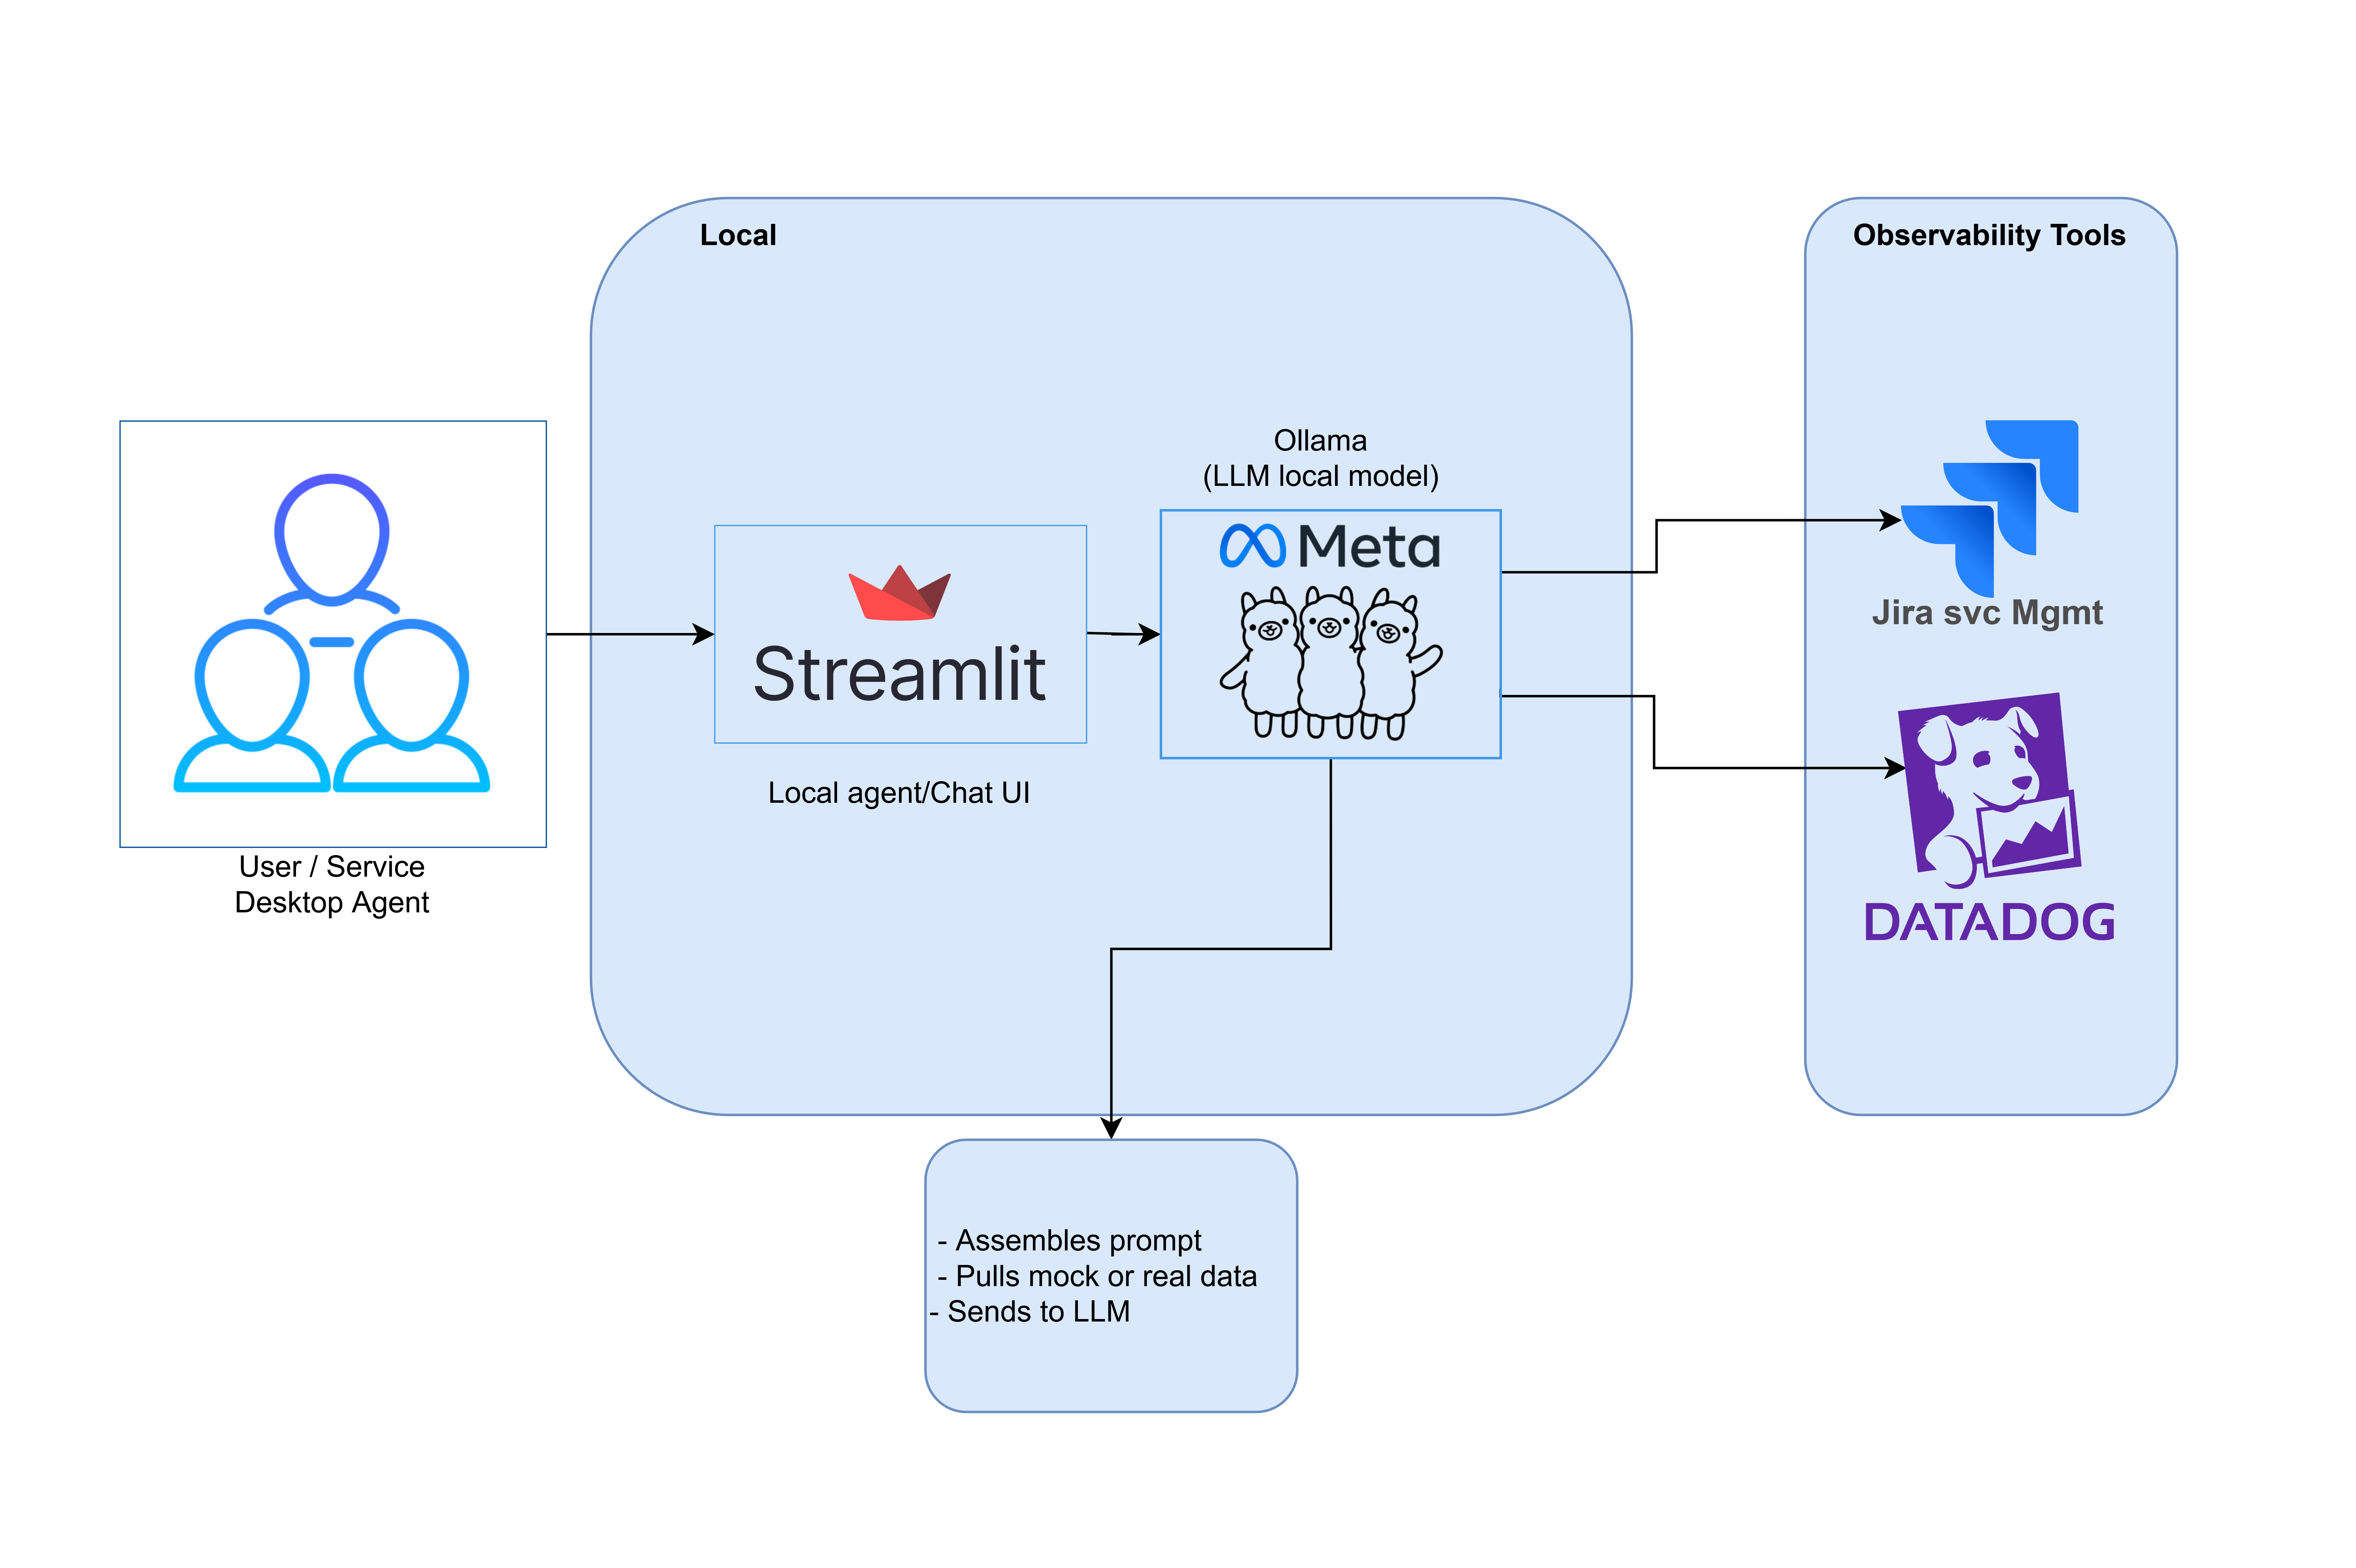 Local
Observability Tools
Ollama
(LLM local model)
Meta
Streamlit
Local agent/Chat UI
Jira svc Mgmt
DATADOG
User / Service
Desktop Agent
- Assembles prompt
- Pulls mock or real data
- Sends to LLM